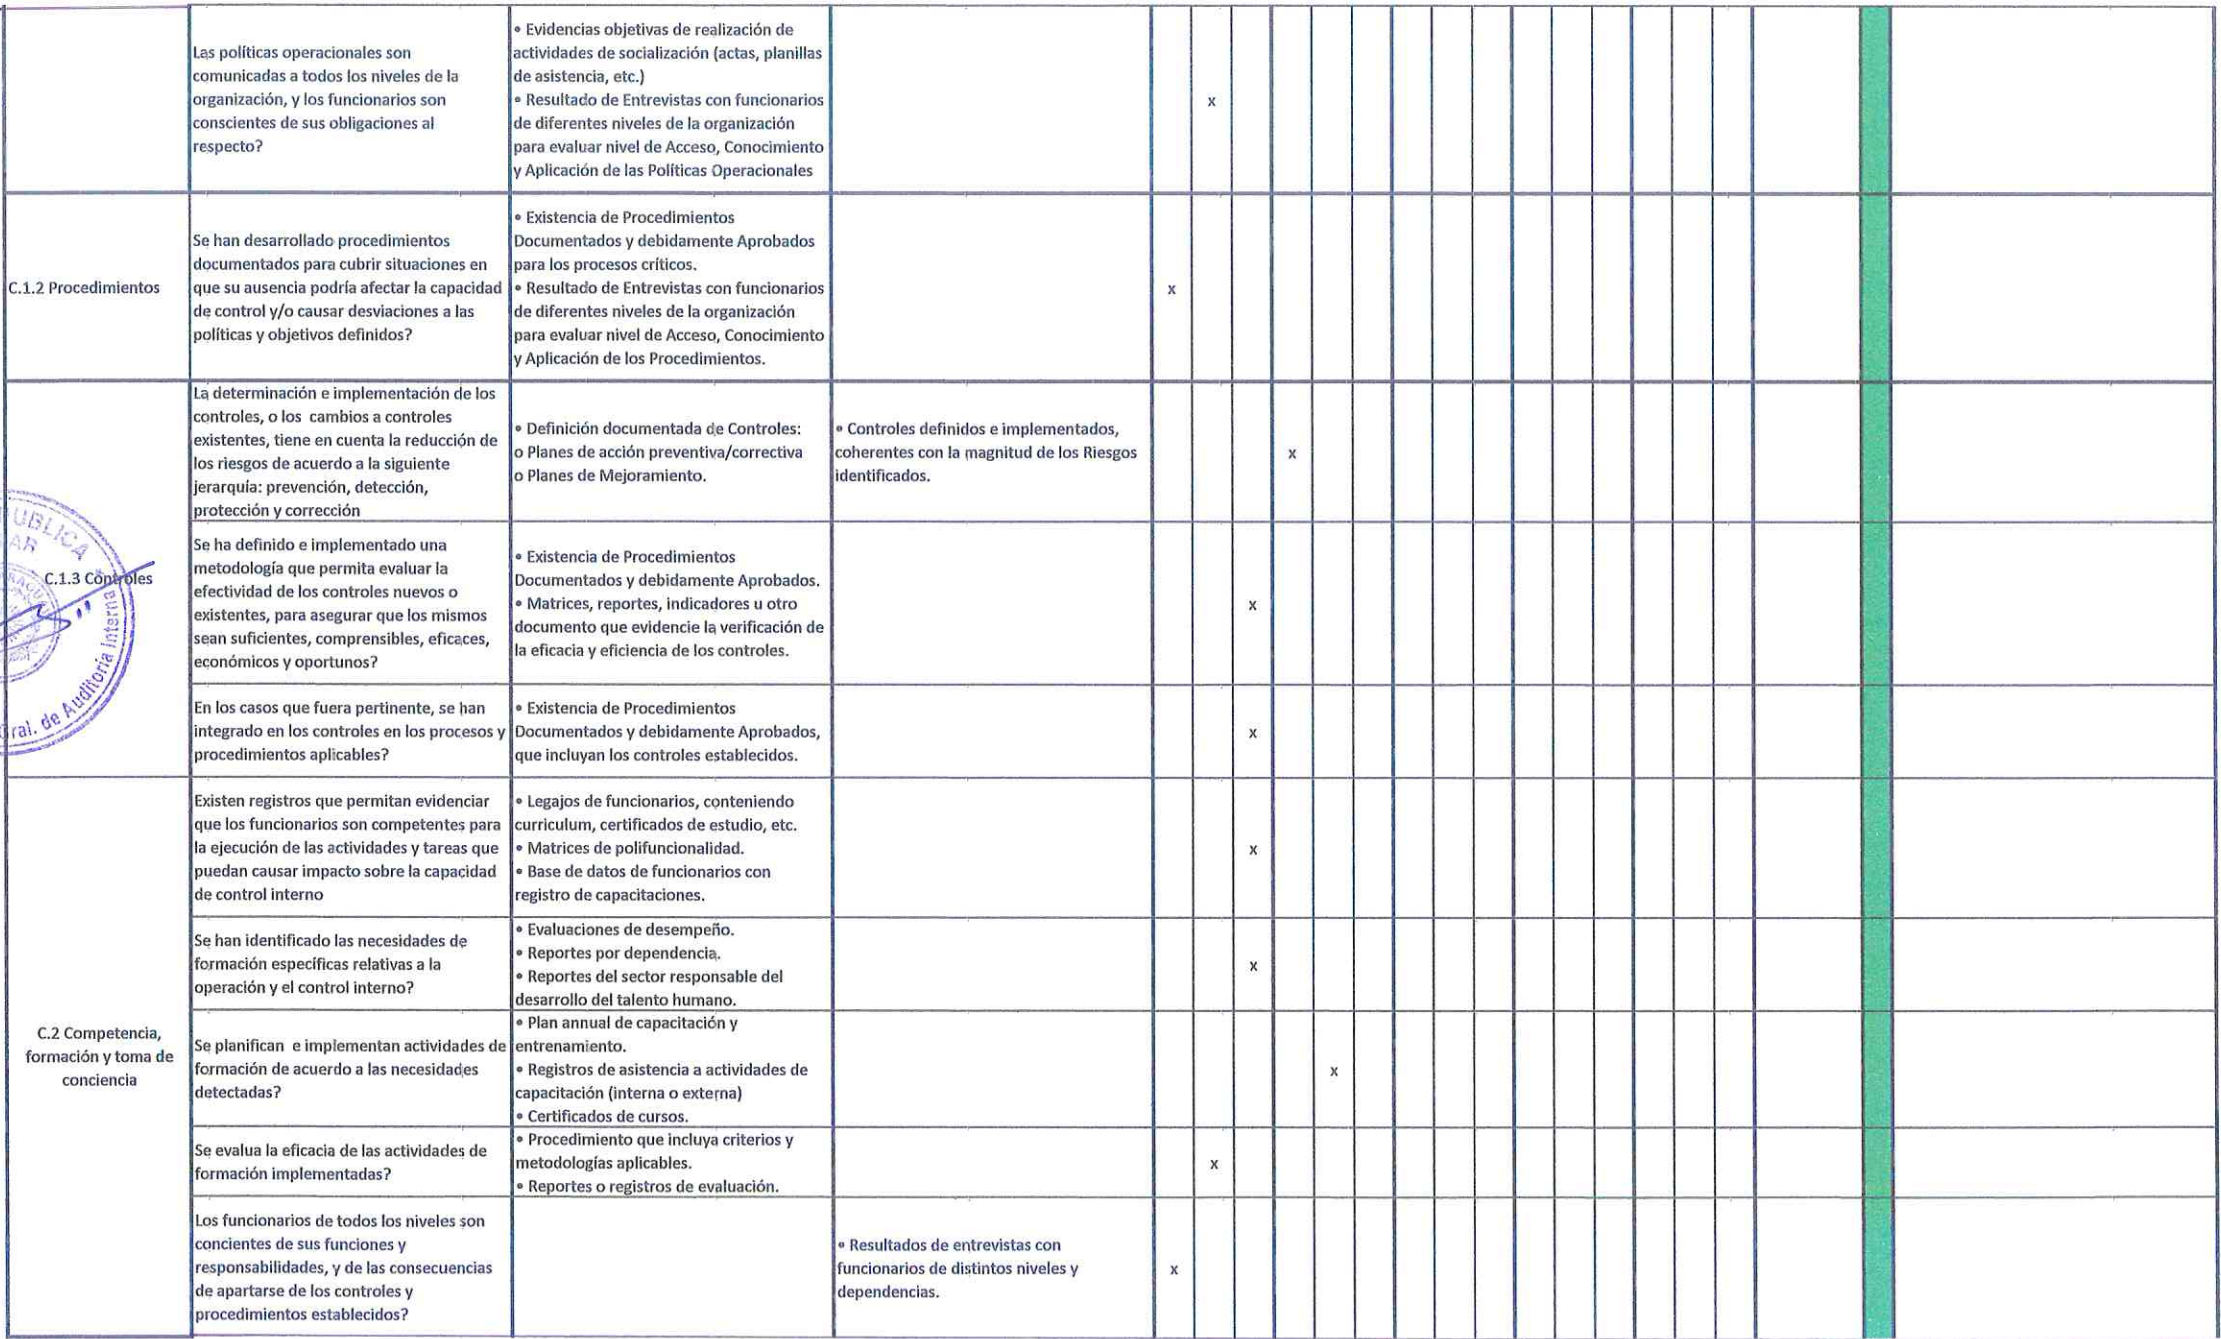 Las políticas operacionales son
comunicadas a todos los niveles de la
organización, y los funcionarios son
conscientes de sus obligaciones al
respecto?
• Evidencias objetivas de realización de
actividades de socialización (actas, planillas
de asistencia, etc.)
• Resultado de Entrevistas con funcionarios
de diferentes niveles de la organización
para evaluar nivel de Acceso, Conocimiento
y Aplicación de las Políticas Operacionales
x
C.1.2 Procedimientos
Se han desarrollado procedimientos
documentados para cubrir situaciones en
que su ausencia podría afectar la capacidad
de control y/o causar desviaciones a las
políticas y objetivos definidos?
• Existencia de Procedimientos
Documentados y debidamente Aprobados
para los procesos críticos.
• Resultado de Entrevistas con funcionarios
de diferentes niveles de la organización
para evaluar nivel de Acceso, Conocimiento
y Aplicación de los Procedimientos.
x
C.1.3 Controles
La determinación e implementación de los
controles, o los cambios a controles
existentes, tiene en cuenta la reducción de
los riesgos de acuerdo a la siguiente
jerarquía: prevención, detección,
protección y corrección
• Definición documentada de Controles:
o Planes de acción preventiva/correctiva
o Planes de Mejoramiento.
• Controles definidos e implementados,
coherentes con la magnitud de los Riesgos
identificados.
x
Se ha definido e implementado una
metodología que permita evaluar la
efectividad de los controles nuevos o
existentes, para asegurar que los mismos
sean suficientes, comprensibles, eficaces,
económicos y oportunos?
• Existencia de Procedimientos
Documentados y debidamente Aprobados.
• Matrices, reportes, indicadores u otro
documento que evidencie la verificación de
la eficacia y eficiencia de los controles.
x
En los casos que fuera pertinente, se han
integrado en los controles en los procesos y
procedimientos aplicables?
• Existencia de Procedimientos
Documentados y debidamente Aprobados,
que incluyan los controles establecidos.
x
C.2 Competencia,
formación y toma de
conciencia
Existen registros que permitan evidenciar
que los funcionarios son competentes para
la ejecución de las actividades y tareas que
puedan causar impacto sobre la capacidad
de control interno
• Legajos de funcionarios, conteniendo
curriculum, certificados de estudio, etc.
• Matrices de polifuncionalidad.
• Base de datos de funcionarios con
registro de capacitaciones.
x
Se han identificado las necesidades de
formación específicas relativas a la
operación y el control interno?
• Evaluaciones de desempeño.
• Reportes por dependencia.
• Reportes del sector responsable del
desarrollo del talento humano.
x
Se planifican e implementan actividades de
formación de acuerdo a las necesidades
detectadas?
• Plan annual de capacitación y
entrenamiento.
• Registros de asistencia a actividades de
capacitación (interna o externa)
• Certificados de cursos.
x
Se evalua la eficacia de las actividades de
formación implementadas?
• Procedimiento que incluya criterios y
metodologías aplicables.
• Reportes o registros de evaluación.
x
Los funcionarios de todos los niveles son
concientes de sus funciones y
responsabilidades, y de las consecuencias
de apartarse de los controles y
procedimientos establecidos?
• Resultados de entrevistas con
funcionarios de distintos niveles y
dependencias.
x
de Auditoría Interna